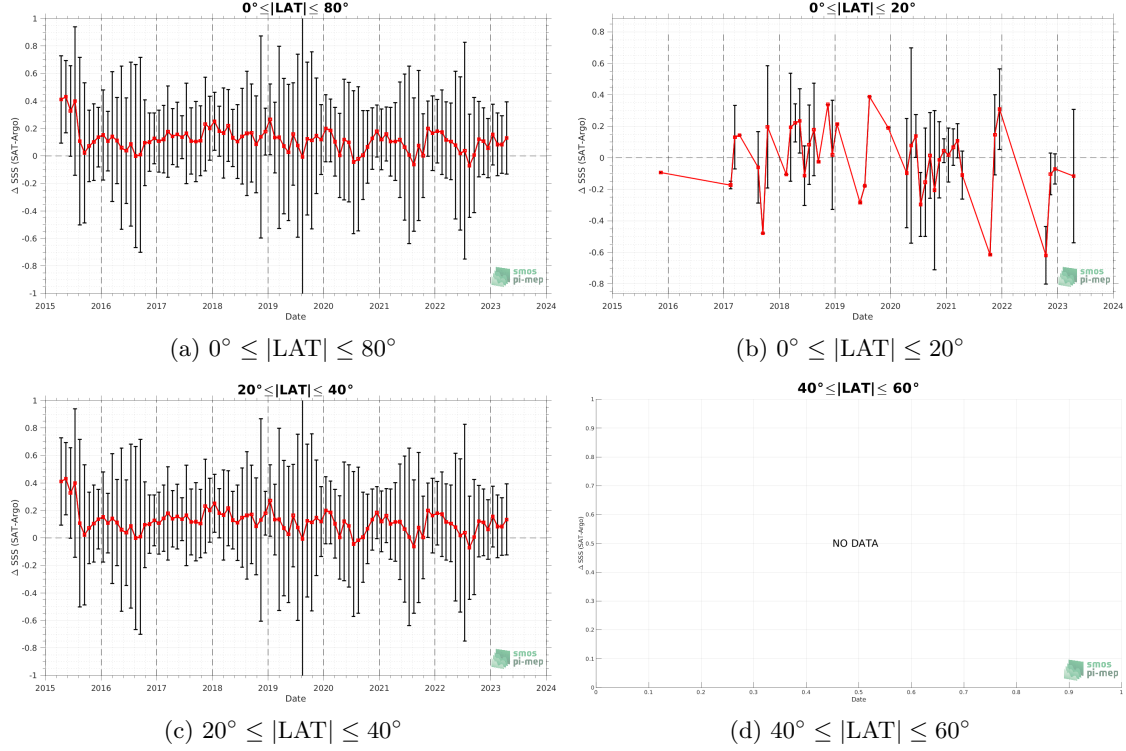 0°≤|LAT|≤ 80°
1
0.8
0.6
0.4
0.2
0
-0.2
-0.4
-0.6
-0.8
-1
Δ SSS (SAT-Argo)
2015 2016 2017 2018 2019 2020 2021 2022 2023 2024
Date
smos
pi-mep
(a) 0° ≤ |LAT| ≤ 80°
0°≤|LAT|≤ 20°
0.8
0.6
0.4
0.2
0
-0.2
-0.4
-0.6
-0.8
Δ SSS (SAT-Argo)
2015 2016 2017 2018 2019 2020 2021 2022 2023 2024
Date
smos
pi-mep
(b) 0° ≤ |LAT| ≤ 20°
20°≤|LAT|≤ 40°
1
0.8
0.6
0.4
0.2
0
-0.2
-0.4
-0.6
-0.8
-1
Δ SSS (SAT-Argo)
2015 2016 2017 2018 2019 2020 2021 2022 2023 2024
Date
smos
pi-mep
(c) 20° ≤ |LAT| ≤ 40°
40°≤|LAT|≤ 60°
1
0.9
0.8
0.7
0.6
0.5
0.4
0.3
0.2
0.1
0
Δ SSS (SAT-Argo)
NO DATA
0 0.1 0.2 0.3 0.4 0.5 0.6 0.7 0.8 0.9 1
Date
smos
pi-mep
(d) 40° ≤ |LAT| ≤ 60°